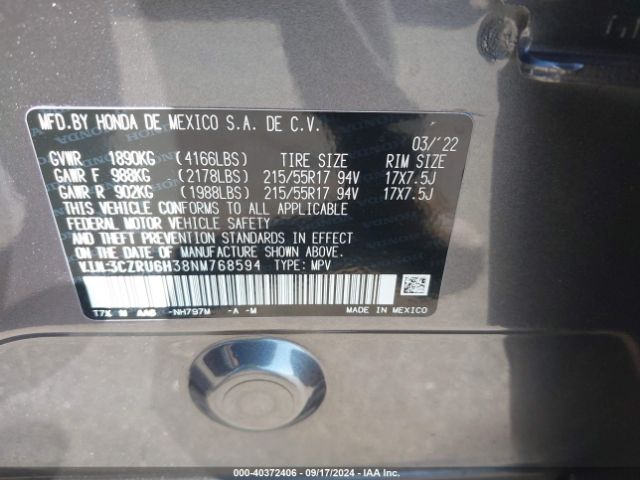 MFD.BY HONDA DE MEXICO S.A. DE C.V.
03/'22
GVWR 1890KG (4166LBS) TIRE SIZE RIM SIZE
GAWR F 988KG (2178LBS) 215/55R17 94V 17X7.5J
GAWR R 902KG (1988LBS) 215/55R17 94V 17X7.5J
THIS VEHICLE CONFORMS TO ALL APPLICABLE
FEDERAL MOTOR VEHICLE SAFETY
AND THEFT PREVENTION STANDARDS IN EFFECT ON THE
DATE OF MANUFACTURE SHOWN ABOVE.
V.I.N.:3CZRU6H38NM768594 TYPE: MPV
T7X M AAB -NH797M -A -M MADE IN MEXICO
000-40372406 - 09/17/2024 - IAA Inc.